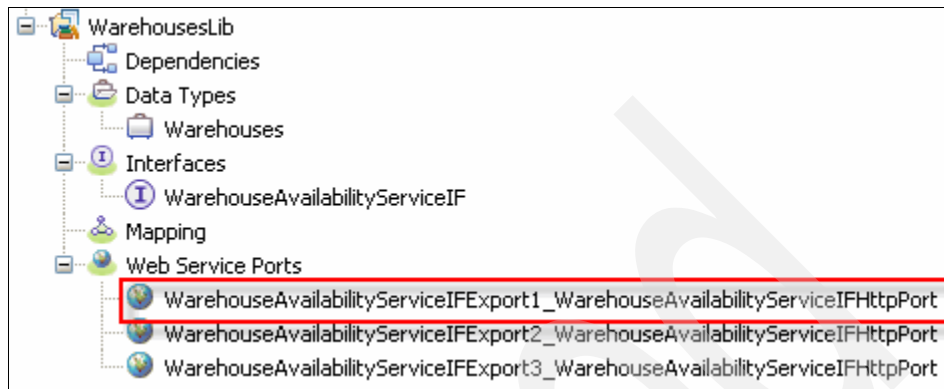 WarehousesLib
Dependencies
Data Types
Warehouses
Interfaces
WarehouseAvailabilityServiceIF
Mapping
Web Service Ports
WarehouseAvailabilityServiceIFExport1_WarehouseAvailabilityServiceIFHttpPort
WarehouseAvailabilityServiceIFExport2_WarehouseAvailabilityServiceIFHttpPort
WarehouseAvailabilityServiceIFExport3_WarehouseAvailabilityServiceIFHttpPort